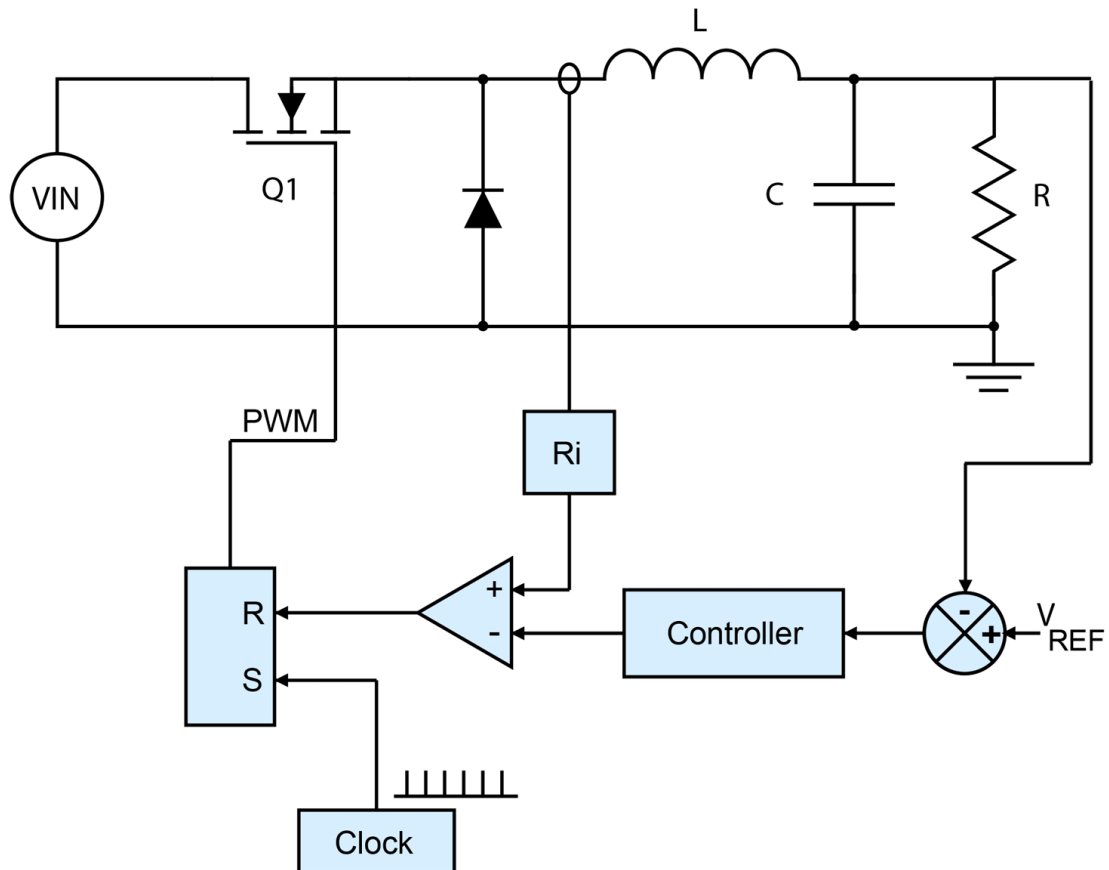 L
VIN
Q1
C
R
PWM
Ri
R
+
-
Controller
-
+
V
REF
S
Clock